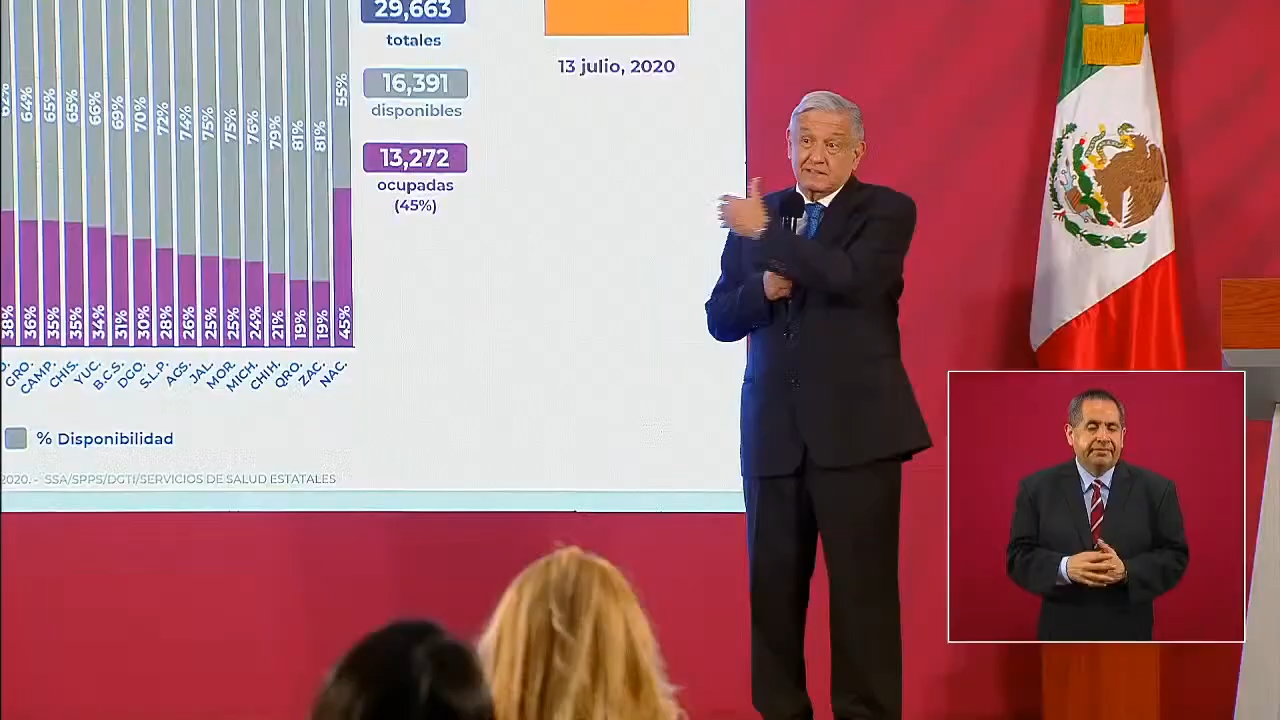 29,663
totales
13 julio, 2020
16,391
disponibles
13,272
ocupadas
(45%)
62%
64%
65%
65%
66%
69%
70%
72%
74%
75%
75%
76%
79%
81%
81%
55%
38%
36%
35%
35%
34%
31%
30%
28%
26%
25%
25%
24%
21%
19%
19%
45%
GRO.
CAMP.
CHIS.
YUC.
B.C.S.
DGO.
S.L.P.
AGS.
JAL.
MOR.
MICH.
CHIH.
QRO.
ZAC.
NAC.
% Disponibilidad
2020.- SSA/SPPS/DGTI/SERVICIOS DE SALUD ESTATALES